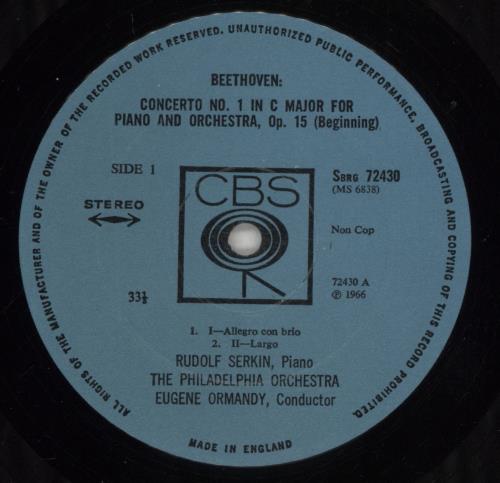 ALL RIGHTS OF THE MANUFACTURER AND OF THE OWNER OF THE RECORDED WORK RESERVED. UNAUTHORIZED PUBLIC PERFORMANCE, BROADCASTING AND COPYING OF THIS RECORD PROHIBITED.
BEETHOVEN:
CONCERTO NO. 1 IN C MAJOR FOR
PIANO AND ORCHESTRA, Op. 15 (Beginning)
SIDE 1
SBRG 72430
(MS 6838)
CBS
STEREO
Non Cop
33⅓
72430 A
℗ 1966
1. I—Allegro con brio
2. II—Largo
RUDOLF SERKIN, Piano
THE PHILADELPHIA ORCHESTRA
EUGENE ORMANDY, Conductor
MADE IN ENGLAND